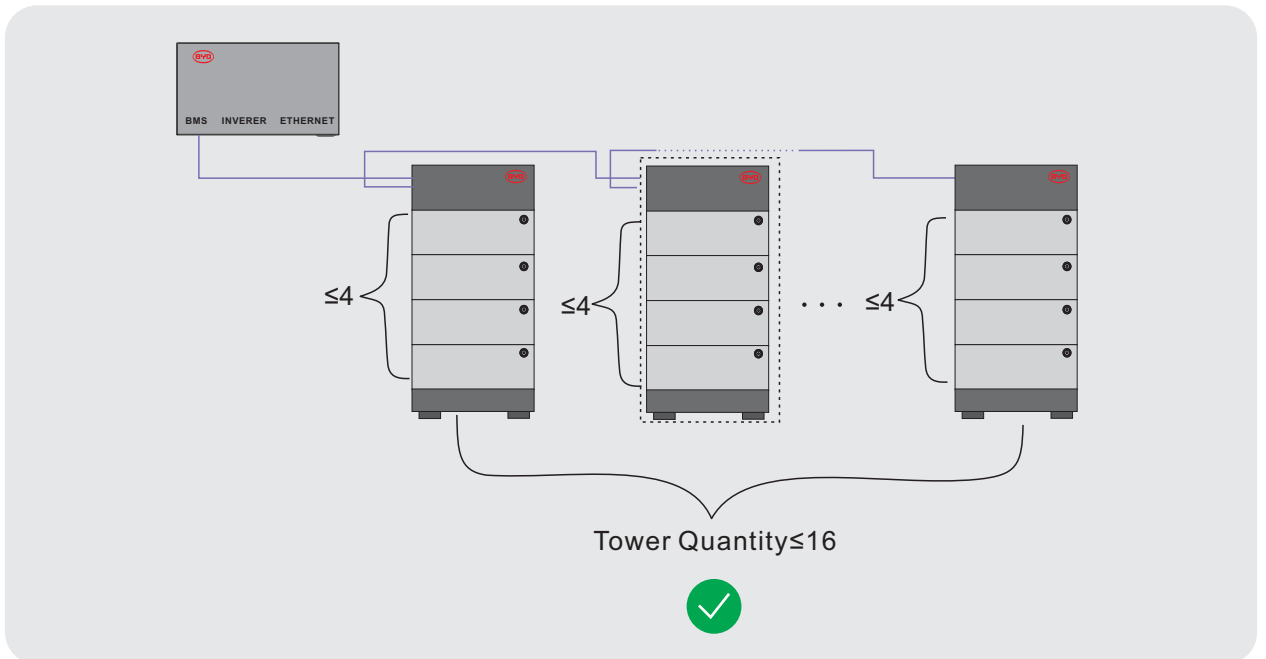 BYD
BMS INVERER ETHERNET
BYD
BYD
BYD
≤4
≤4
. . .
≤4
Tower Quantity≤16